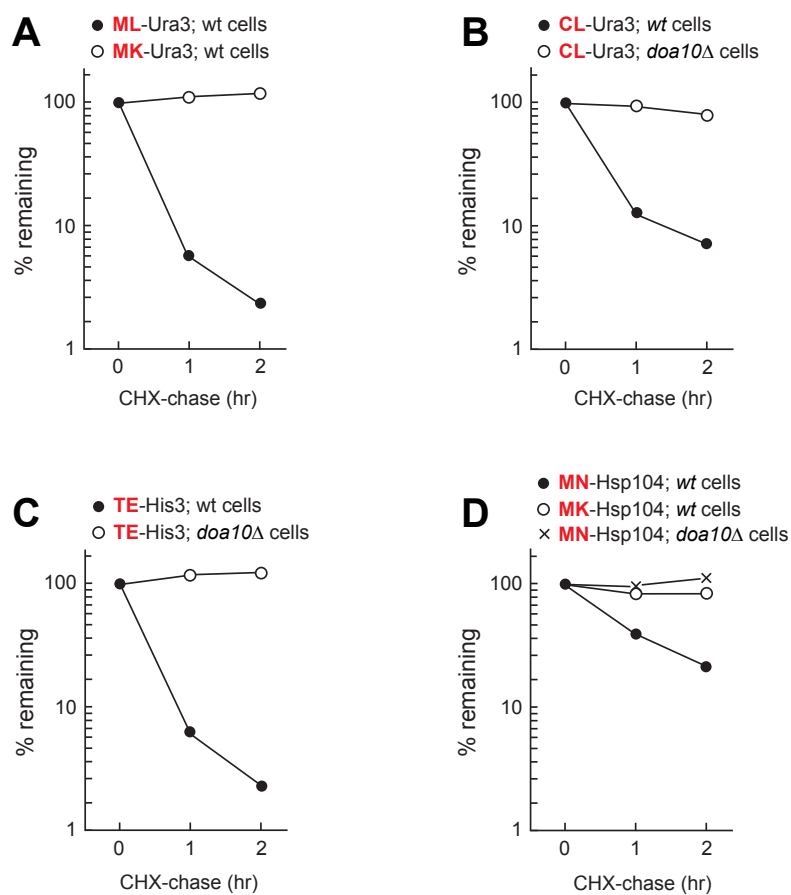 A
● ML-Ura3; wt cells
○ MK-Ura3; wt cells
% remaining
100
10
1
0 1 2
CHX-chase (hr)
B
● CL-Ura3; wt cells
○ CL-Ura3; doa10Δ cells
% remaining
100
10
1
0 1 2
CHX-chase (hr)
C
● TE-His3; wt cells
○ TE-His3; doa10Δ cells
% remaining
100
10
1
0 1 2
CHX-chase (hr)
D
● MN-Hsp104; wt cells
○ MK-Hsp104; wt cells
× MN-Hsp104; doa10Δ cells
% remaining
100
10
1
0 1 2
CHX-chase (hr)